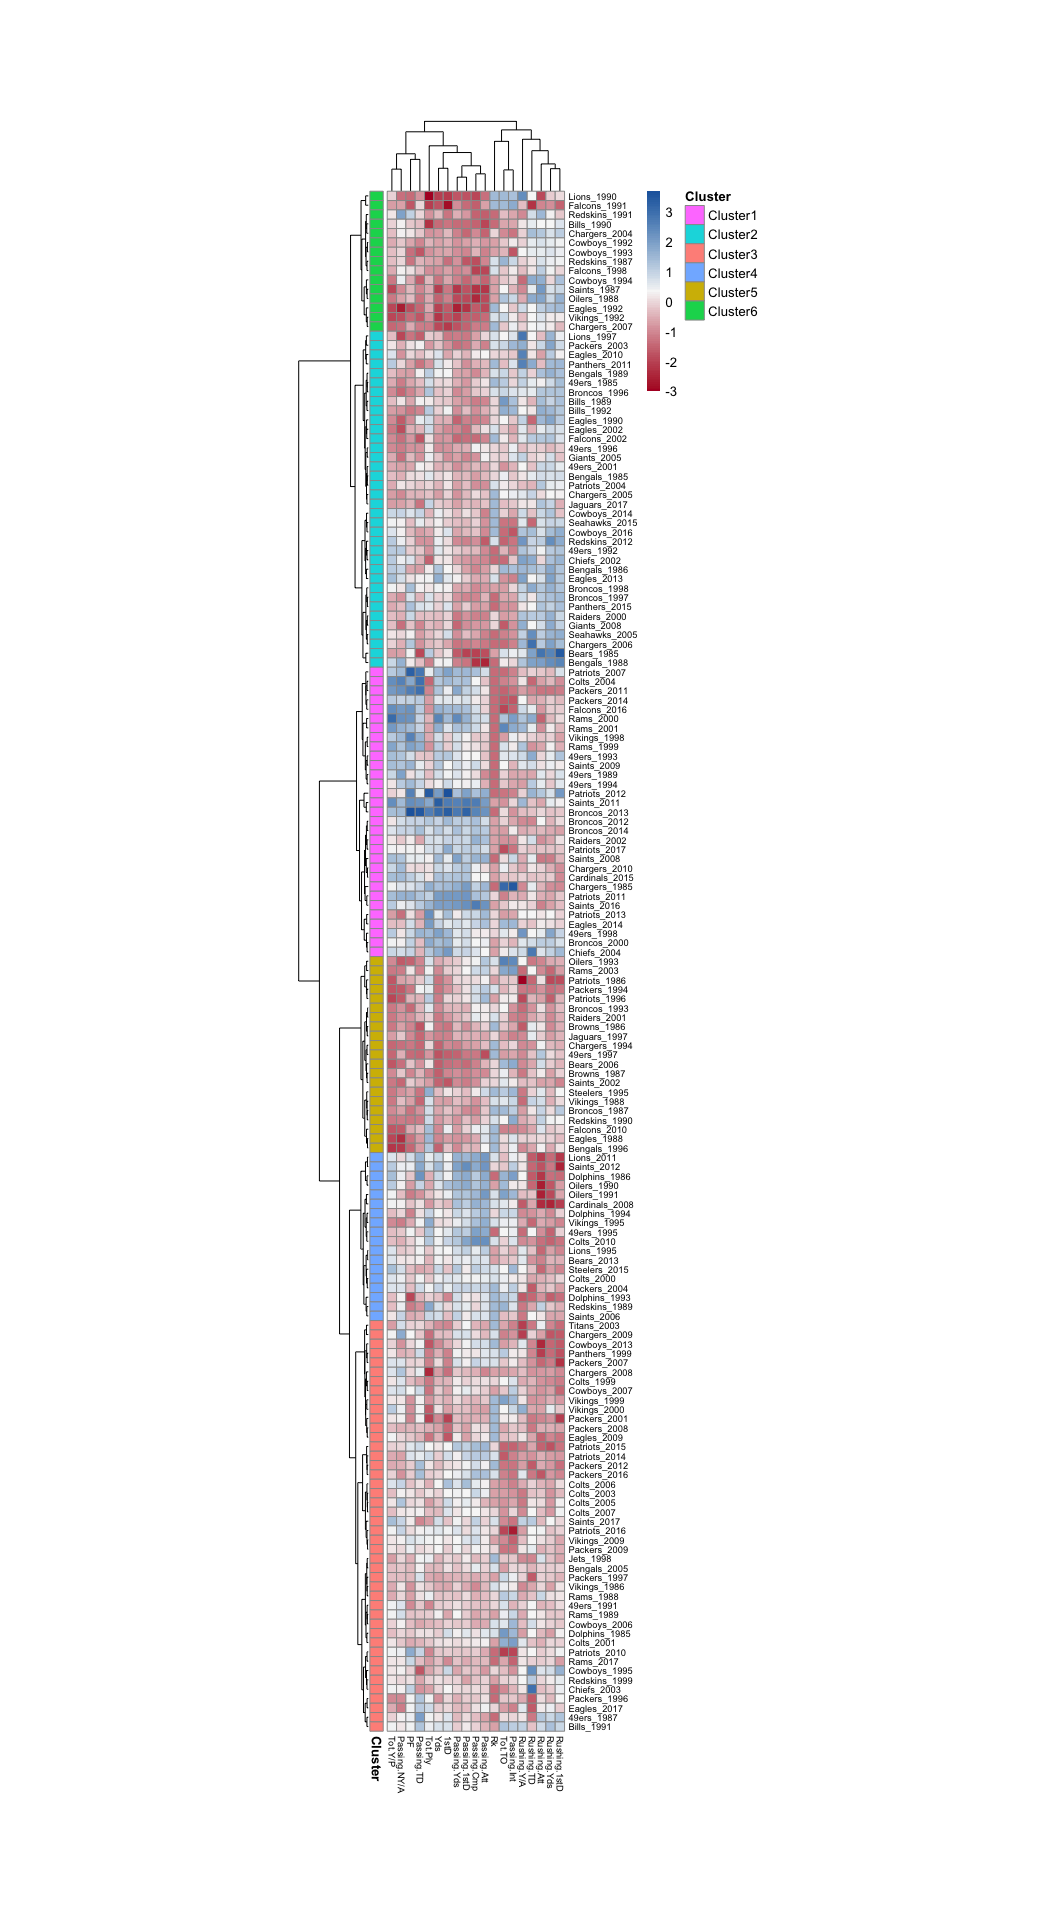 Cluster
Cluster1
Cluster2
Cluster3
Cluster4
Cluster5
Cluster6
3
2
1
0
-1
-2
-3
Lions_1990
Falcons_1991
Redskins_1991
Bills_1990
Chargers_2004
Cowboys_1992
Cowboys_1993
Redskins_1987
Falcons_1998
Cowboys_1994
Saints_1987
Oilers_1988
Eagles_1992
Vikings_1992
Chargers_2007
Lions_1997
Packers_2003
Eagles_2010
Panthers_2011
Bengals_1989
49ers_1985
Broncos_1996
Bills_1989
Bills_1992
Eagles_1990
Eagles_2002
Falcons_2002
49ers_1996
Giants_2005
49ers_2001
Bengals_1985
Patriots_2004
Chargers_2005
Jaguars_2017
Cowboys_2014
Seahawks_2015
Cowboys_2016
Redskins_2012
49ers_1992
Chiefs_2002
Bengals_1986
Eagles_2013
Broncos_1998
Broncos_1997
Panthers_2015
Raiders_2000
Giants_2008
Seahawks_2005
Chargers_2006
Bears_1985
Bengals_1988
Patriots_2007
Colts_2004
Packers_2011
Packers_2014
Falcons_2016
Rams_2000
Rams_2001
Vikings_1998
Rams_1999
49ers_1993
Saints_2009
49ers_1989
49ers_1994
Patriots_2012
Saints_2011
Broncos_2013
Broncos_2012
Broncos_2014
Raiders_2002
Patriots_2017
Saints_2008
Chargers_2010
Cardinals_2015
Chargers_1985
Patriots_2011
Saints_2016
Patriots_2013
Eagles_2014
49ers_1998
Broncos_2000
Chiefs_2004
Oilers_1993
Rams_2003
Patriots_1986
Packers_1994
Patriots_1996
Broncos_1993
Raiders_2001
Browns_1986
Jaguars_1997
Chargers_1994
49ers_1997
Bears_2006
Browns_1987
Saints_2002
Steelers_1995
Vikings_1988
Broncos_1987
Redskins_1990
Falcons_2010
Eagles_1988
Bengals_1996
Lions_2011
Saints_2012
Dolphins_1986
Oilers_1990
Oilers_1991
Cardinals_2008
Dolphins_1994
Vikings_1995
49ers_1995
Colts_2010
Lions_1995
Bears_2013
Steelers_2015
Colts_2000
Packers_2004
Dolphins_1993
Redskins_1989
Saints_2006
Titans_2003
Chargers_2009
Cowboys_2013
Panthers_1999
Packers_2007
Chargers_2008
Colts_1999
Cowboys_2007
Vikings_1999
Vikings_2000
Packers_2001
Packers_2008
Eagles_2009
Patriots_2015
Patriots_2014
Packers_2012
Packers_2016
Colts_2006
Colts_2003
Colts_2005
Colts_2007
Saints_2017
Patriots_2016
Vikings_2009
Packers_2009
Jets_1998
Bengals_2005
Packers_1997
Vikings_1986
Rams_1988
49ers_1991
Rams_1989
Cowboys_2006
Dolphins_1985
Colts_2001
Patriots_2010
Rams_2017
Cowboys_1995
Redskins_1999
Chiefs_2003
Packers_1996
Eagles_2017
49ers_1987
Bills_1991
Cluster
Tot.Y/P
Passing.NY/A
PF
Passing.TD
Tot.Ply
Yds
1stD
Passing.Yds
Passing.1stD
Passing.Cmp
Passing.Att
Rk
Tot.TO
Passing.Int
Rushing.Y/A
Rushing.TD
Rushing.Att
Rushing.Yds
Rushing.1stD